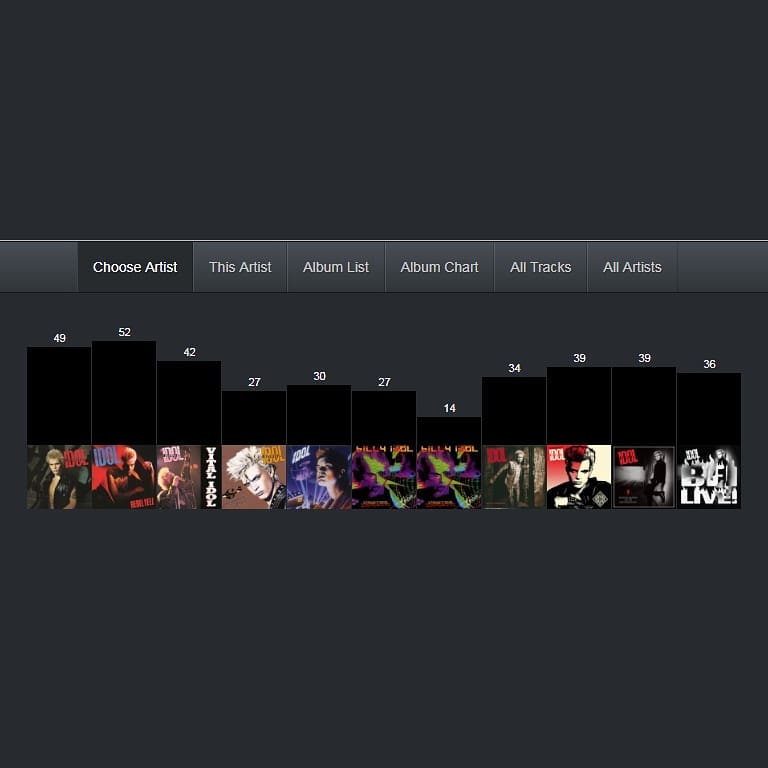 Choose Artist This Artist Album List Album Chart All Tracks All Artists
49 52 42 27 30 27 14 34 39 39 36
IDOL
IDOL
REBEL YELL
IDOL
VITAL IDOL
IDOL
IDOL
BILLY IDOL
BILLY IDOL
IDOL
IDOL
IDOL
IDOL
LIVE!